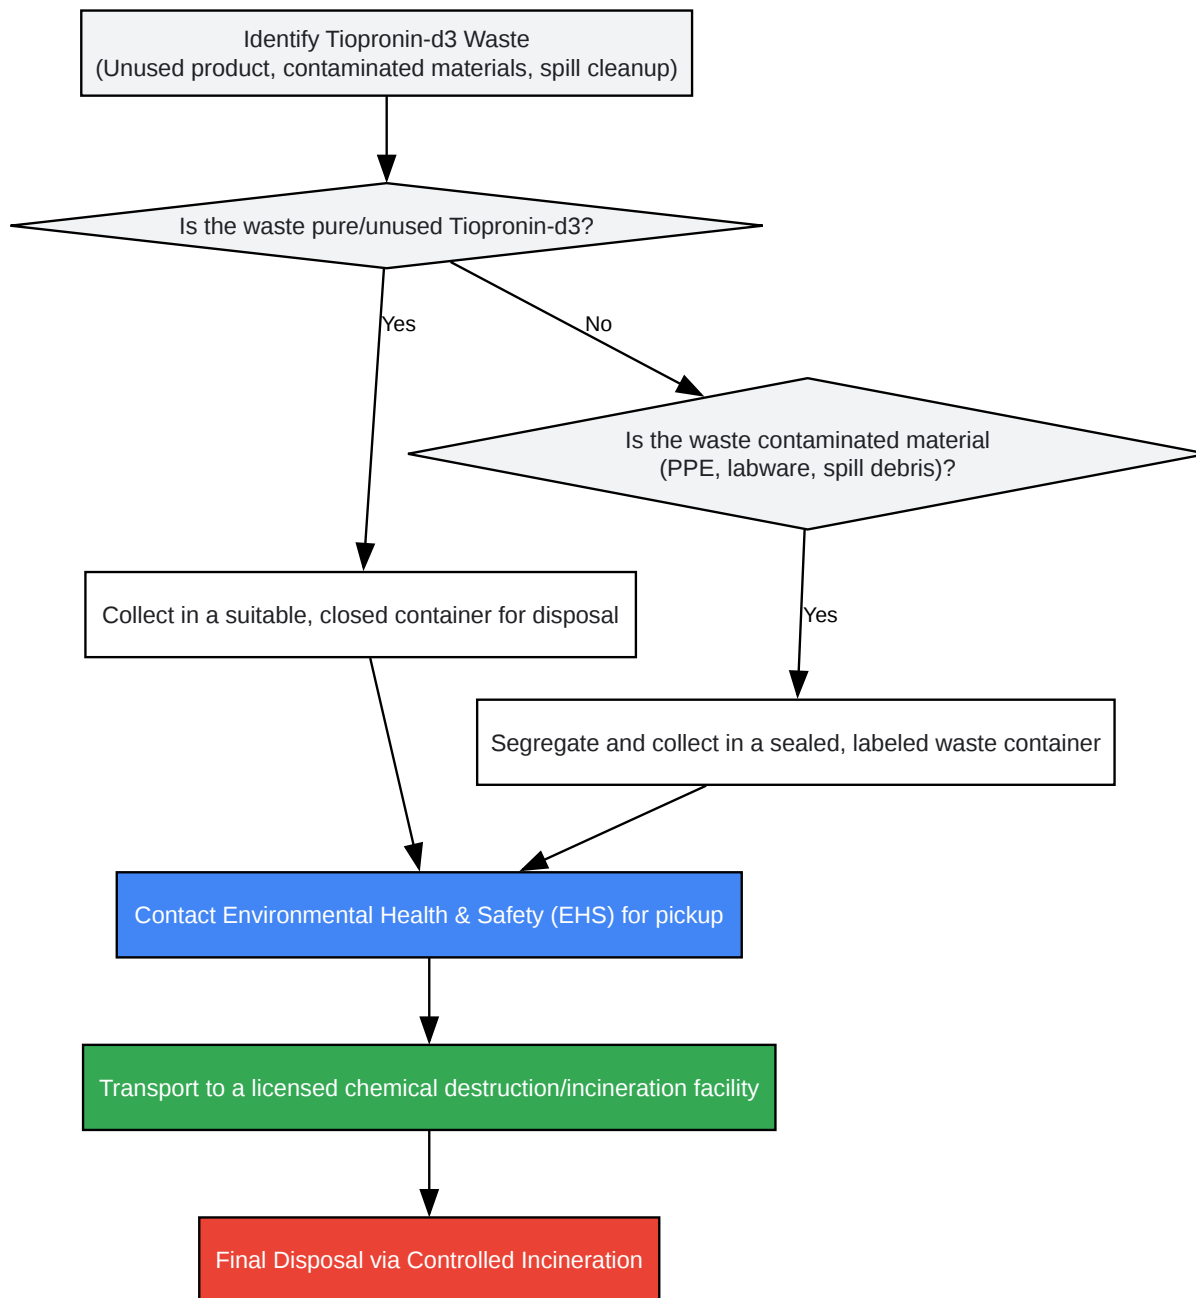 Identify Tiopronin-d3 Waste
(Unused product, contaminated materials, spill cleanup)
Is the waste pure/unused Tiopronin-d3?
Yes
No
Is the waste contaminated material
(PPE, labware, spill debris)?
Collect in a suitable, closed container for disposal
Yes
Segregate and collect in a sealed, labeled waste container
Contact Environmental Health & Safety (EHS) for pickup
Transport to a licensed chemical destruction/incineration facility
Final Disposal via Controlled Incineration